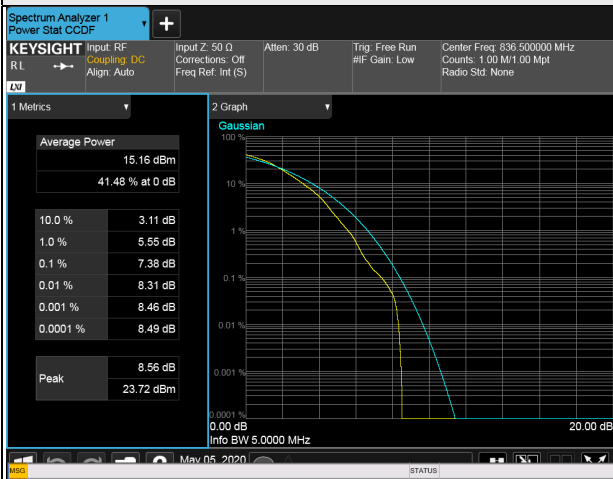 Spectrum Analyzer 1
Power Stat CCDF
KEYSIGHT
R L
LXI
Input: RF
Coupling: DC
Align: Auto
Input Z: 50 Ω
Corrections: Off
Freq Ref: Int (S)
Atten: 30 dB
Trig: Free Run
#IF Gain: Low
Center Freq: 836.500000 MHz
Counts: 1.00 M/1.00 Mpt
Radio Std: None
1 Metrics
Average Power
15.16 dBm
41.48 % at 0 dB
10.0 % 3.11 dB
1.0 % 5.55 dB
0.1 % 7.38 dB
0.01 % 8.31 dB
0.001 % 8.46 dB
0.0001 % 8.49 dB
Peak
8.56 dB
23.72 dBm
2 Graph
Gaussian
100 %
10 %
1 %
0.1 %
0.01 %
0.001 %
0.0001 %
0.00 dB
20.00 dB
Info BW 5.0000 MHz
May 05, 2020
MSG
STATUS